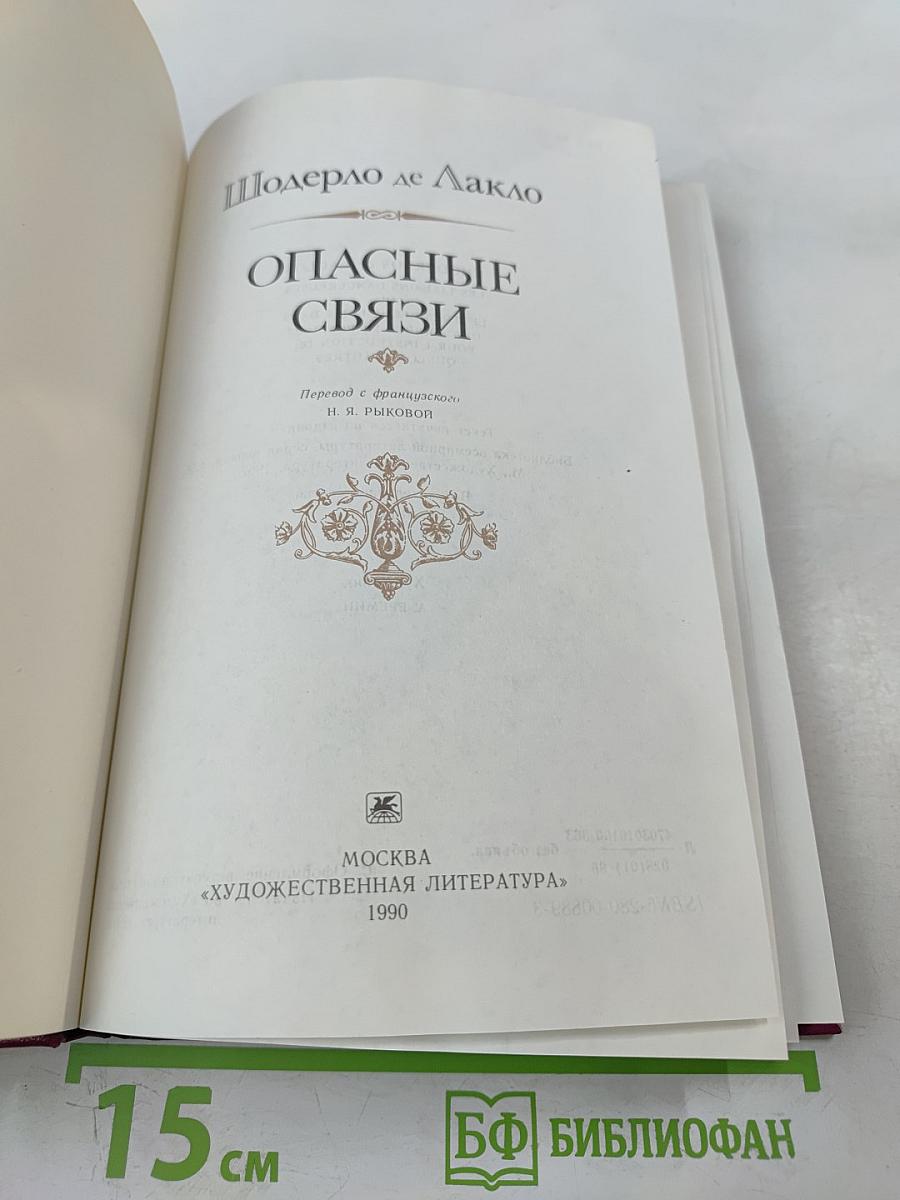 Шодерло де Лакло
ОПАСНЫЕ
СВЯЗИ
Перевод с французского
Н. Я. РЫКОВОЙ
МОСКВА
«ХУДОЖЕСТВЕННАЯ ЛИТЕРАТУРА»
1990
15 см
БФ БИБЛИОФАН